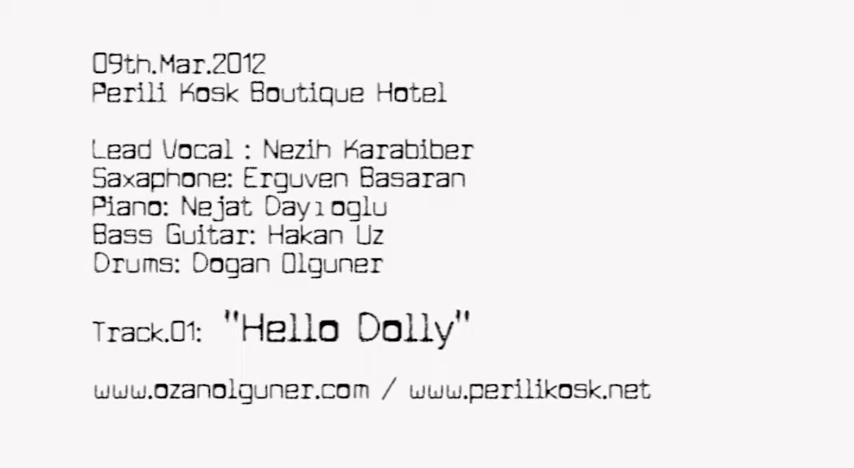 09th.Mar.2012
Perili Kosk Boutique Hotel
Lead Vocal : Nezih Karabiber
Saxaphone: Erguven Basaran
Piano: Nejat Dayıoglu
Bass Guitar: Hakan Uz
Drums: Dogan Olguner
Track.01: "Hello Dolly"
www.ozanolguner.com / www.perilikosk.net